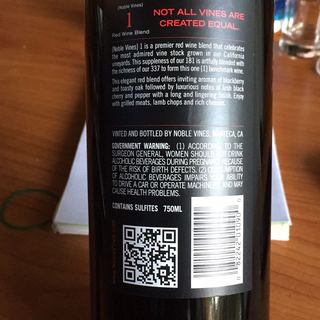 [Noble Vines]
1
Red Wine Blend
NOT ALL VINES ARE
CREATED EQUAL.
[Noble Vines] 1 is a premier red wine blend that celebrates
the most admired vine stock grown in our California
vineyards. This suppleness of our 181 is artfully blended with
the richness of our 337 to form this one [1] benchmark wine.
This elegant red blend offers inviting aromas of blackberry
and toasty oak followed by luxurious notes of lush black
cherry and pepper with a long and lingering finish. Enjoy
with grilled meats, lamb chops and rich cheeses.
VINTED AND BOTTLED BY NOBLE VINES, MANTECA, CA
GOVERNMENT WARNING: (1) ACCORDING TO THE
SURGEON GENERAL, WOMEN SHOULD NOT DRINK
ALCOHOLIC BEVERAGES DURING PREGNANCY BECAUSE
OF THE RISK OF BIRTH DEFECTS. (2) CONSUMPTION
OF ALCOHOLIC BEVERAGES IMPAIRS YOUR ABILITY
TO DRIVE A CAR OR OPERATE MACHINERY, AND MAY
CAUSE HEALTH PROBLEMS.
CONTAINS SULFITES 750ML